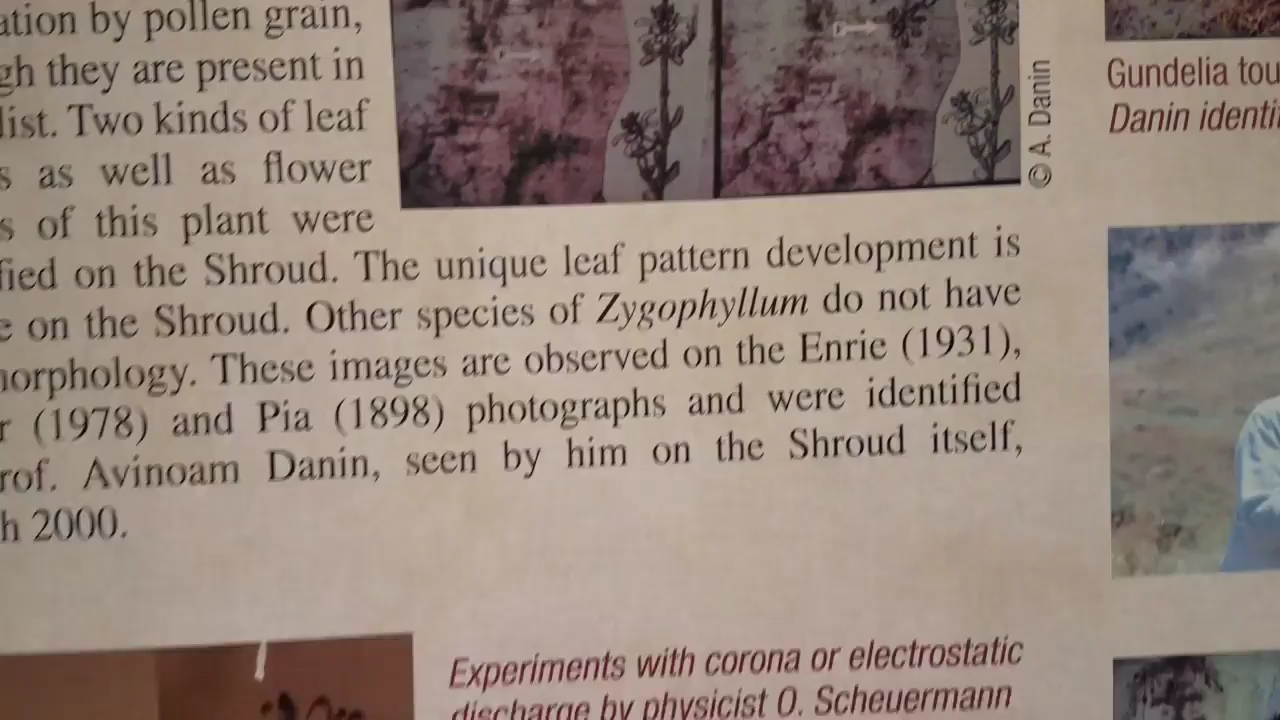 ation by pollen grain,
gh they are present in
list. Two kinds of leaf
s as well as flower
s of this plant were
fied on the Shroud. The unique leaf pattern development is
e on the Shroud. Other species of Zygophyllum do not have
norphology. These images are observed on the Enrie (1931),
r (1978) and Pia (1898) photographs and were identified
rof. Avinoam Danin, seen by him on the Shroud itself,
h 2000.
© A. Danin
Gundelia tou
Danin identif
Experiments with corona or electrostatic
discharge by physicist O. Scheuermann